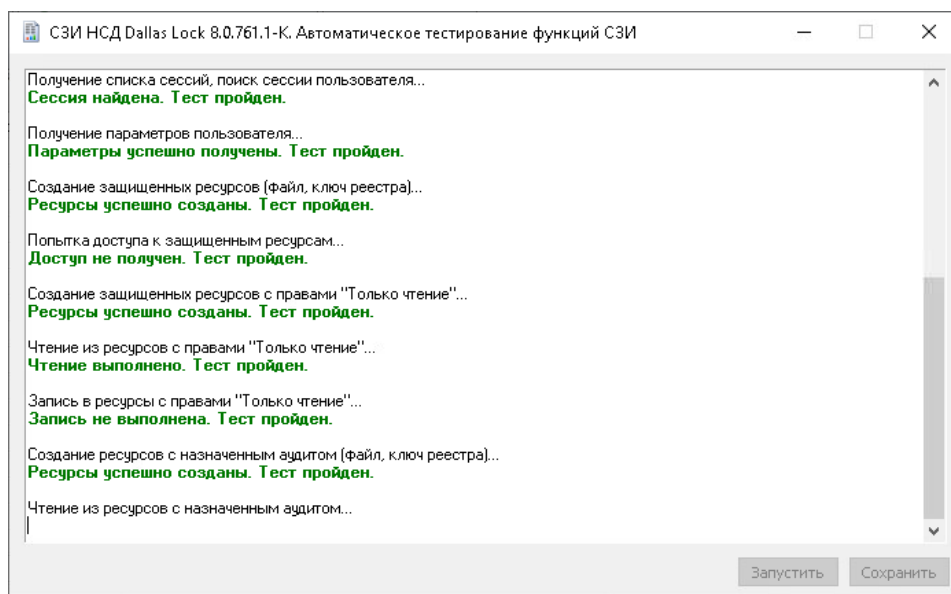 СЗИ НСД Dallas Lock 8.0.761.1-К. Автоматическое тестирование функций СЗИ
Получение списка сессий, поиск сессии пользователя...
Сессия найдена. Тест пройден.
Получение параметров пользователя...
Параметры успешно получены. Тест пройден.
Создание защищенных ресурсов (файл, ключ реестра)...
Ресурсы успешно созданы. Тест пройден.
Попытка доступа к защищенным ресурсам...
Доступ не получен. Тест пройден.
Создание защищенных ресурсов с правами "Только чтение"...
Ресурсы успешно созданы. Тест пройден.
Чтение из ресурсов с правами "Только чтение"...
Чтение выполнено. Тест пройден.
Запись в ресурсы с правами "Только чтение"...
Запись не выполнена. Тест пройден.
Создание ресурсов с назначенным аудитом (файл, ключ реестра)...
Ресурсы успешно созданы. Тест пройден.
Чтение из ресурсов с назначенным аудитом...
Запустить Сохранить